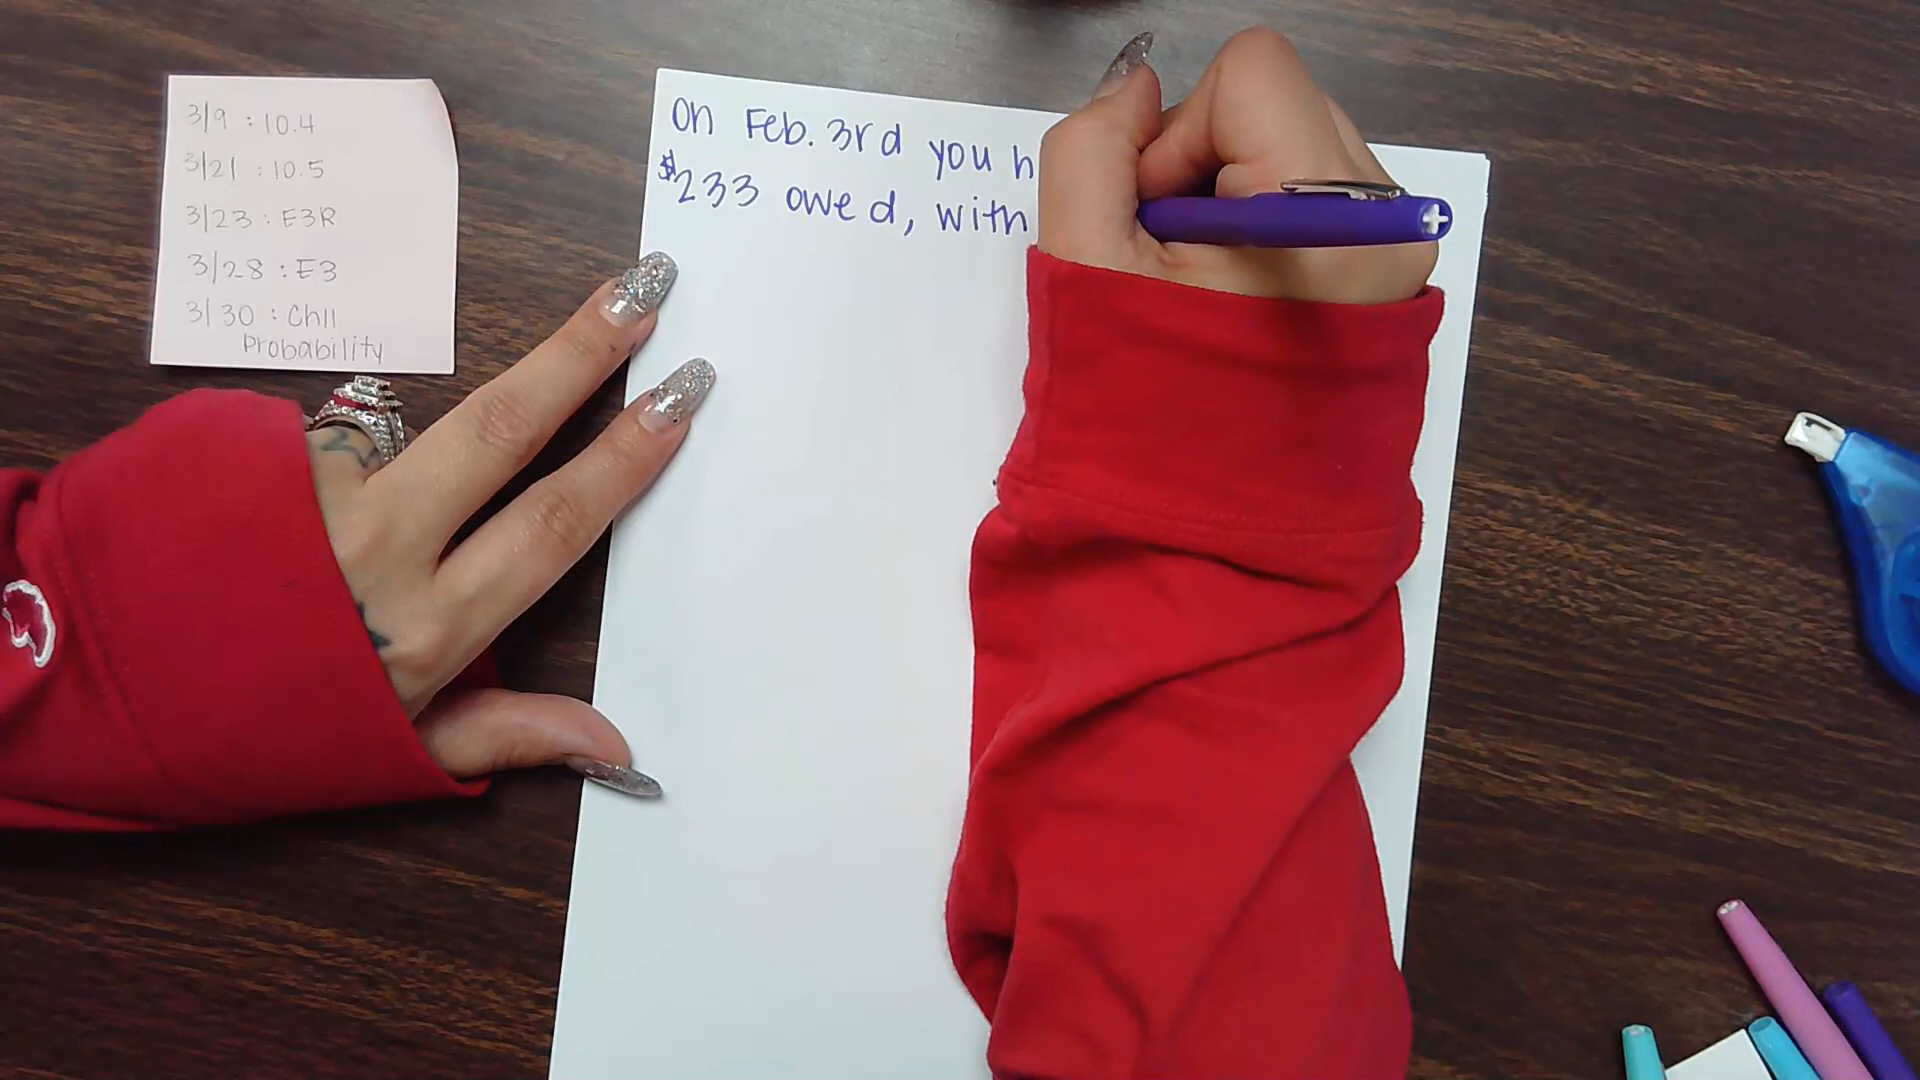 3/9 : 10.4
3/21 : 10.5
3/23 : E3R
3/28 : E3
3/30 : Ch11
Probability
On Feb. 3rd you h
$233 owed, with